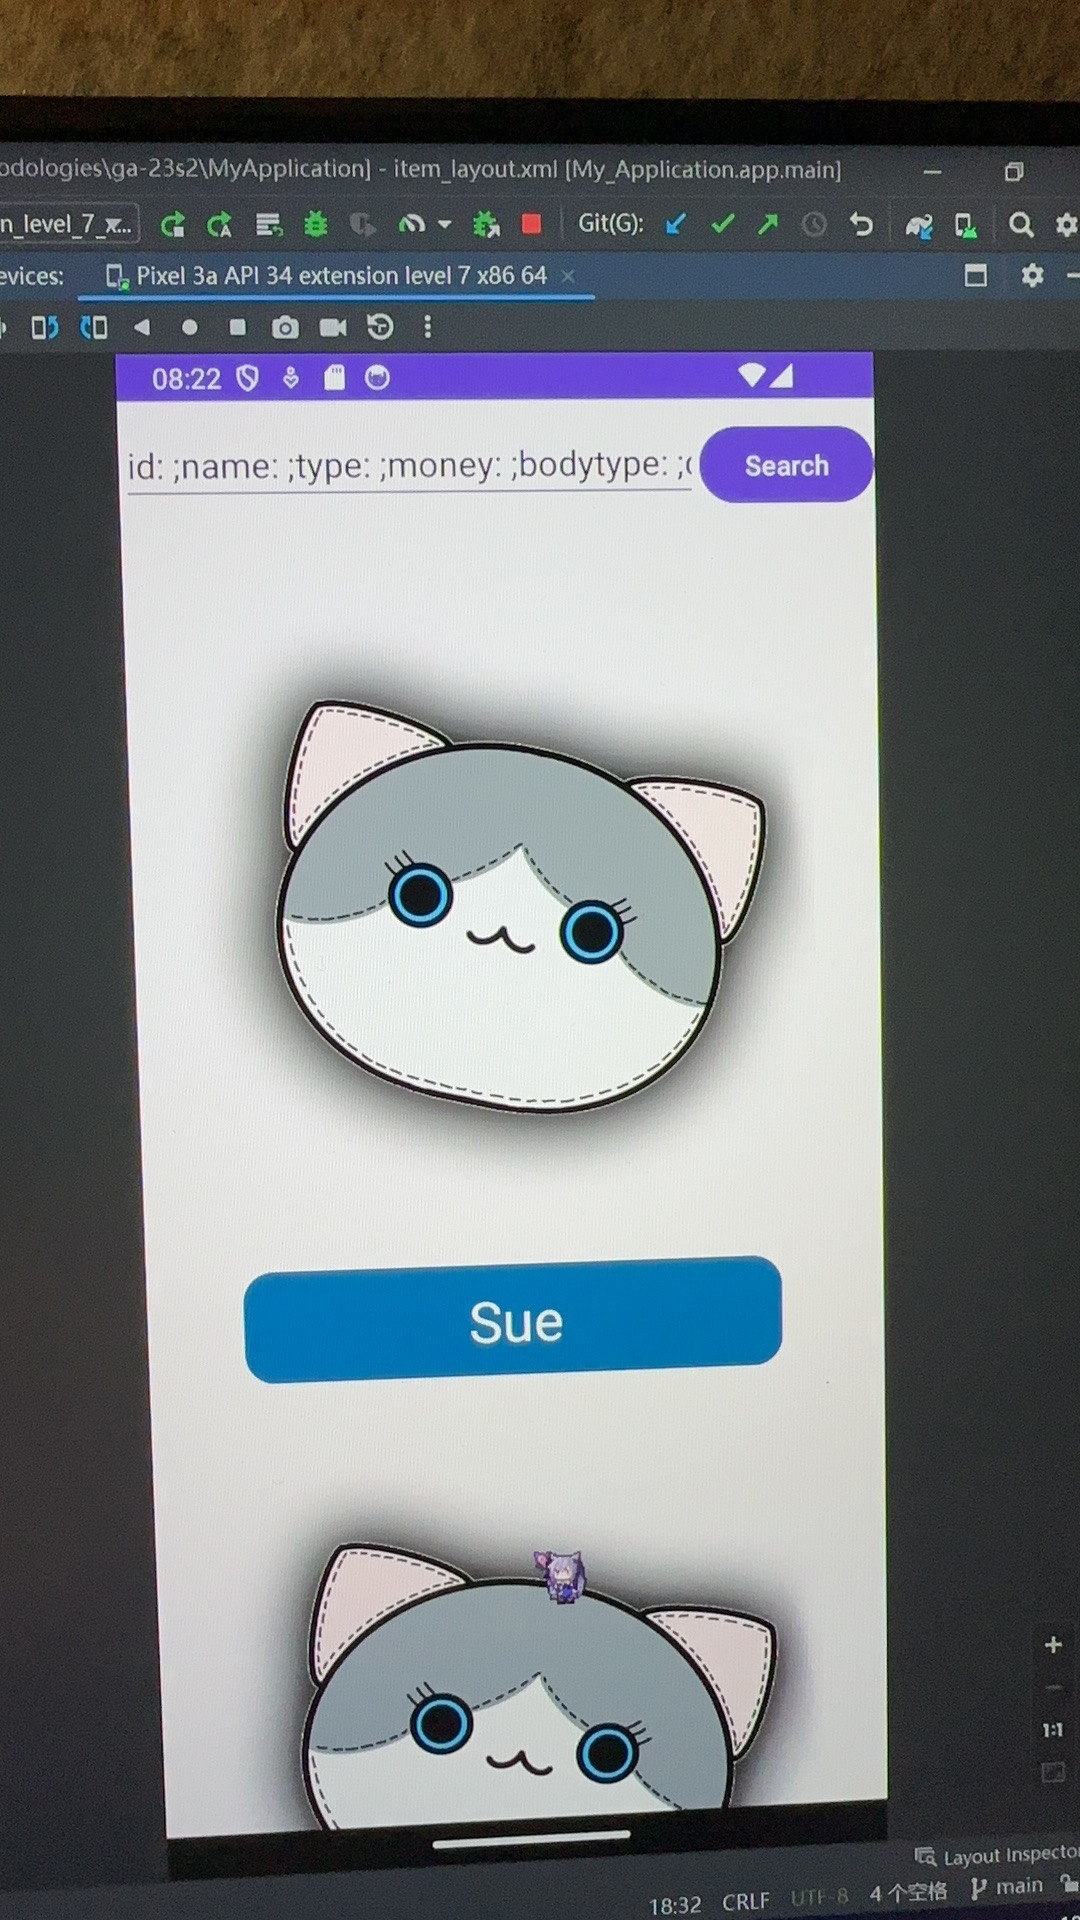 odologies\ga-23s2\MyApplication] - item_layout.xml [My_Application.app.main]
n_level_7_x...
Git(G):
evices:
Pixel 3a API 34 extension level 7 x86 64
08:22
id: ;name: ;type: ;money: ;bodytype: ;
Search
Sue
1:1
Layout Inspecto
18:32 CRLF UTF-8 4 个空格 main